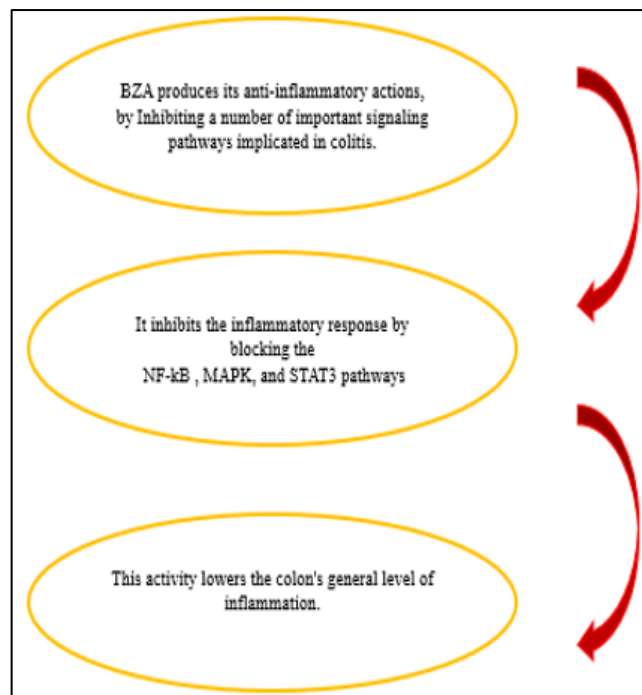 BZA produces its anti-inflammatory actions,
by Inhibiting a number of important signaling
pathways implicated in colitis.
It inhibits the inflammatory response by
blocking the
NF-kB , MAPK, and STAT3 pathways
This activity lowers the colon's general level of
inflammation.